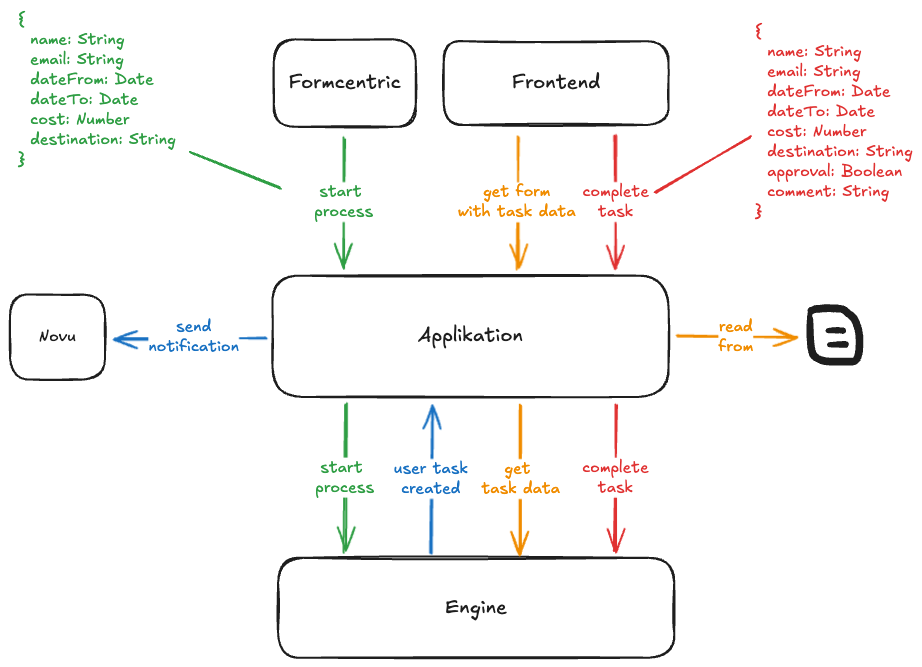 {
name: String
email: String
dateFrom: Date
dateTo: Date
cost: Number
destination: String
}
Formcentric
Frontend
{
name: String
email: String
dateFrom: Date
dateTo: Date
cost: Number
destination: String
approval: Boolean
comment: String
}
start
process
get form
with task data
complete
task
Novu
send
notification
Applikation
read
from
start
process
user task
created
get
task data
complete
task
Engine